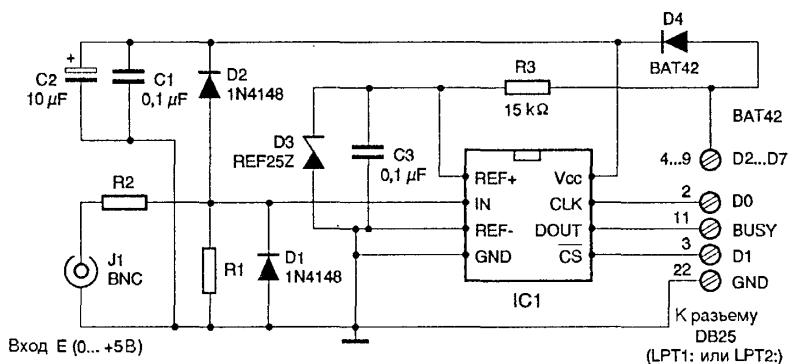 D4
BAT42
+
C2
10 µF
C1
0,1 µF
D2
1N4148
R3
15 kΩ
BAT42
D3
REF25Z
C3
0,1 µF
4...9
D2...D7
REF+
Vcc
R2
IN
CLK
2
D0
REF-
DOUT
11
BUSY
J1
BNC
R1
D1
1N4148
GND
CS
3
D1
IC1
22
GND
К разъему
DB25
(LPT1: или LPT2:)
Вход E (0... +5В)